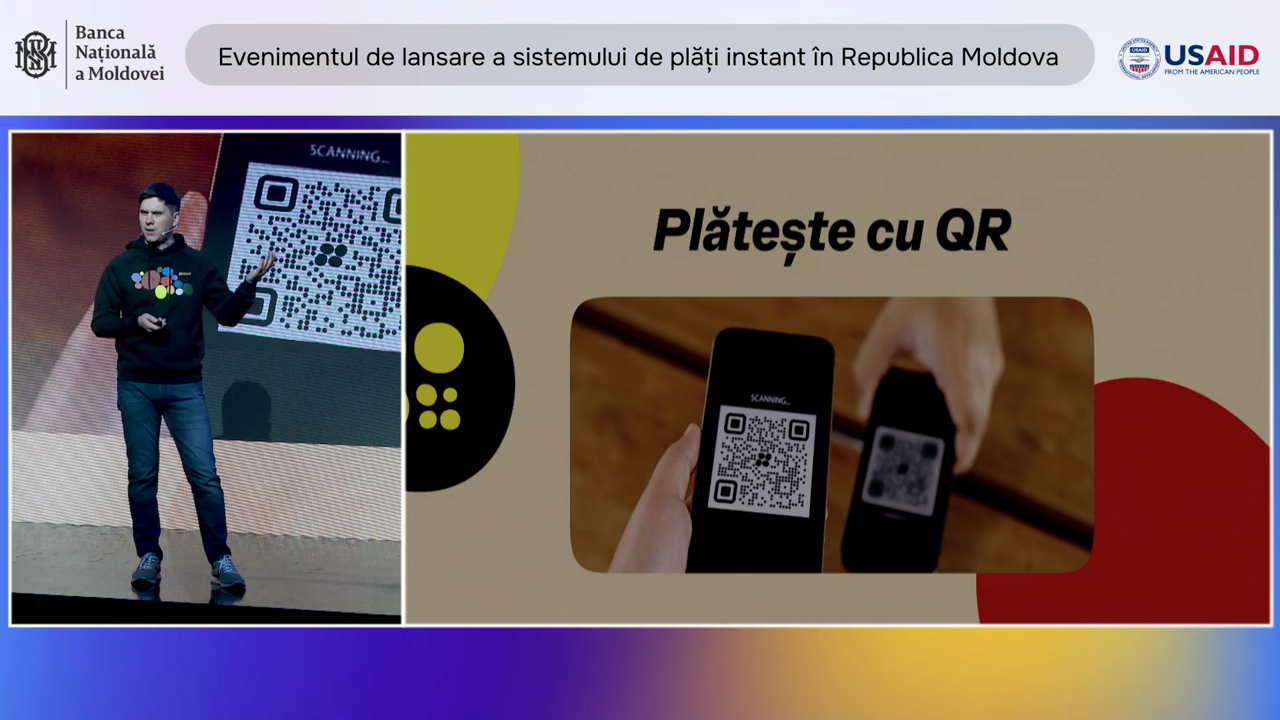 Banca
Națională
a Moldovei
Evenimentul de lansare a sistemului de plăți instant în Republica Moldova
USAID
USAID
FROM THE AMERICAN PEOPLE
SCANNING...
Plătește cu QR
SCANNING...